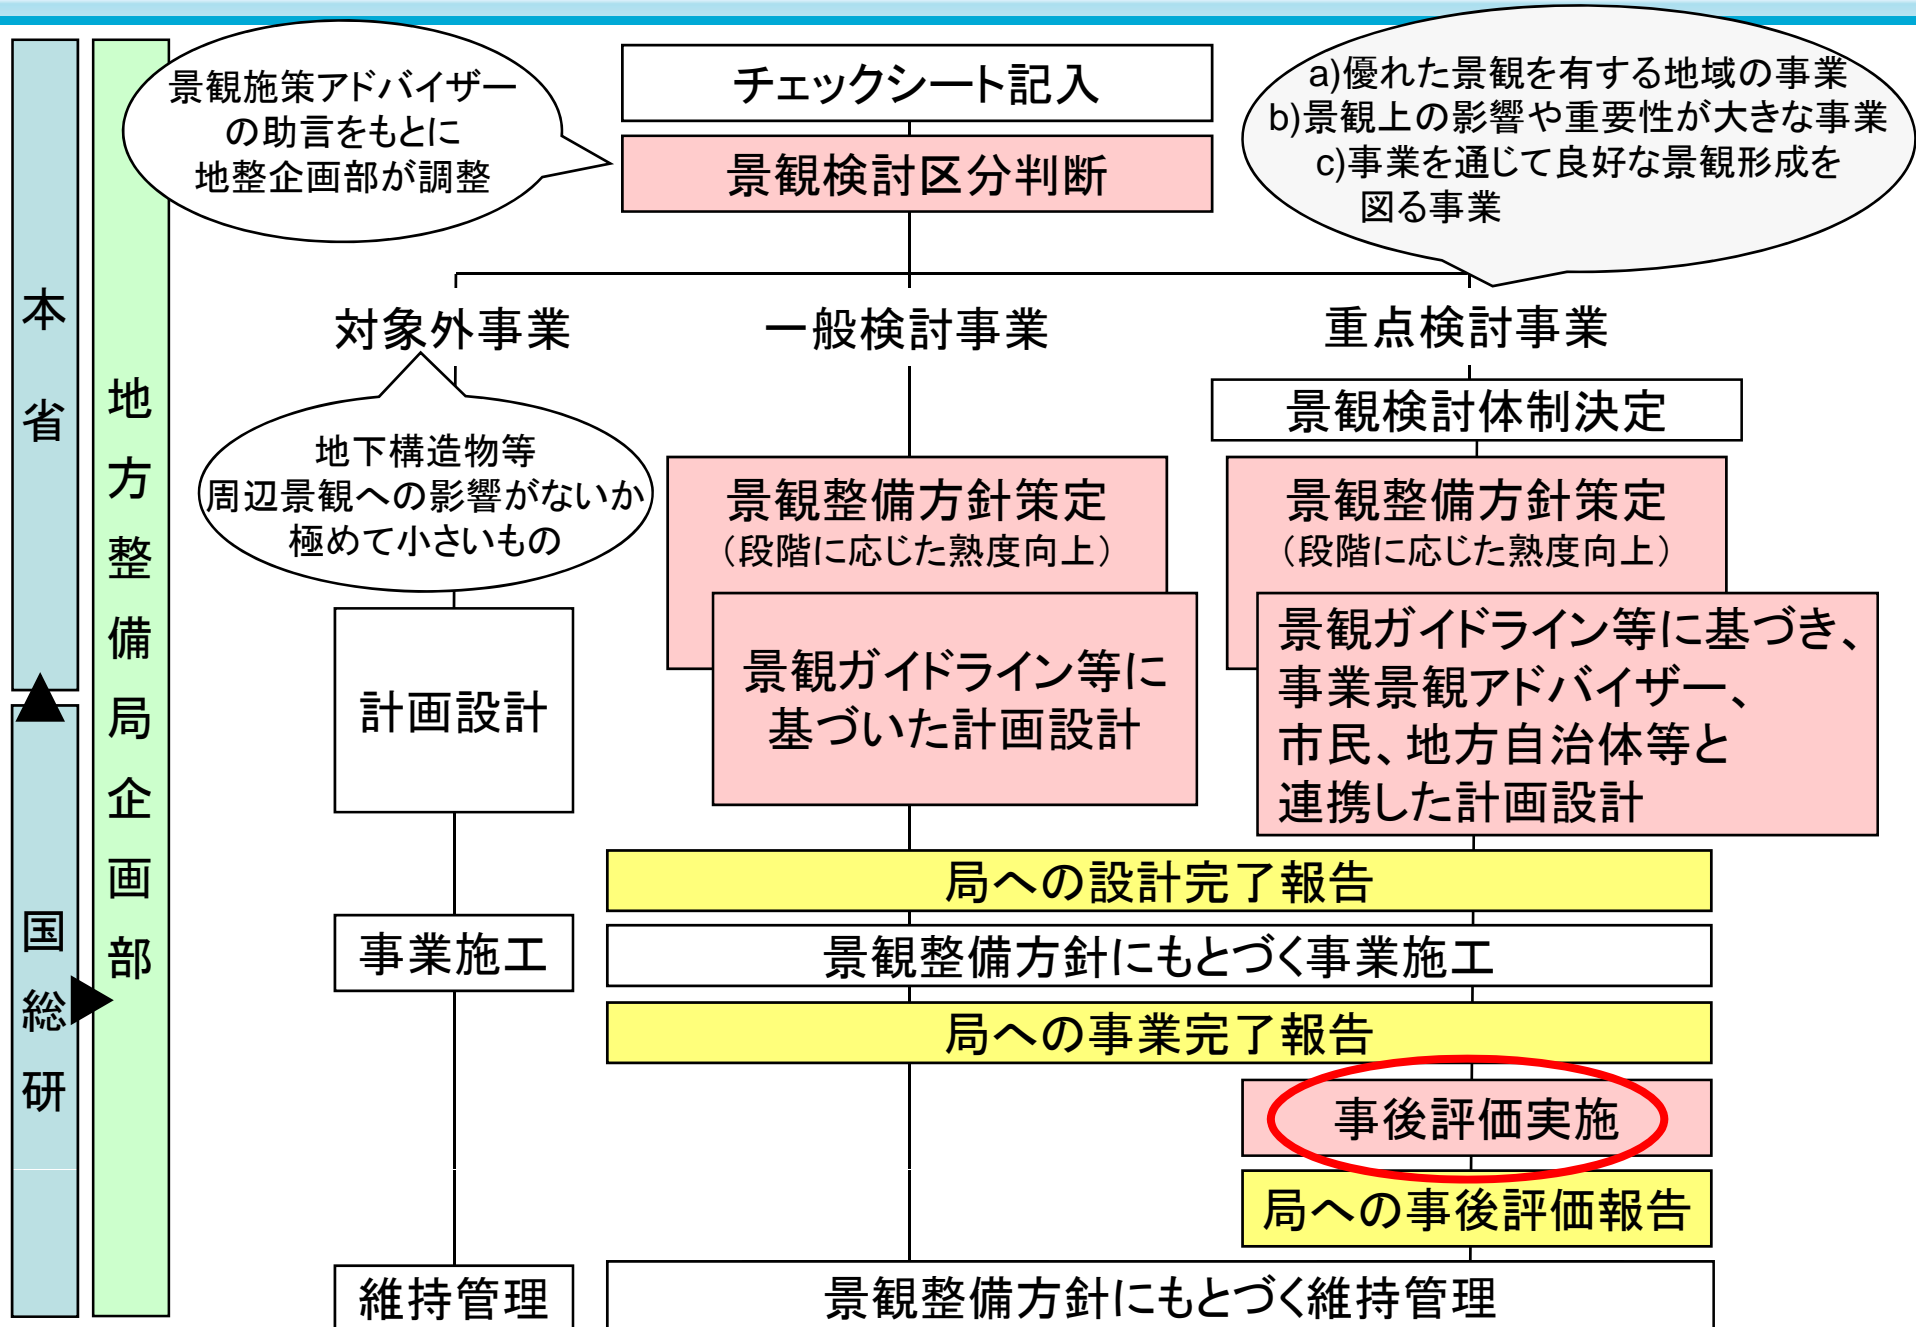 本省
国総研
地方整備局企画部
景観施策アドバイザー
の助言をもとに
地整企画部が調整
チェックシート記入
景観検討区分判断
a)優れた景観を有する地域の事業
b)景観上の影響や重要性が大きな事業
c)事業を通じて良好な景観形成を
図る事業
対象外事業
一般検討事業
重点検討事業
地下構造物等
周辺景観への影響がないか
極めて小さいもの
景観検討体制決定
景観整備方針策定
（段階に応じた熟度向上）
景観整備方針策定
（段階に応じた熟度向上）
計画設計
景観ガイドライン等に
基づいた計画設計
景観ガイドライン等に基づき、
事業景観アドバイザー、
市民、地方自治体等と
連携した計画設計
局への設計完了報告
事業施工
景観整備方針にもとづく事業施工
局への事業完了報告
事後評価実施
局への事後評価報告
維持管理
景観整備方針にもとづく維持管理